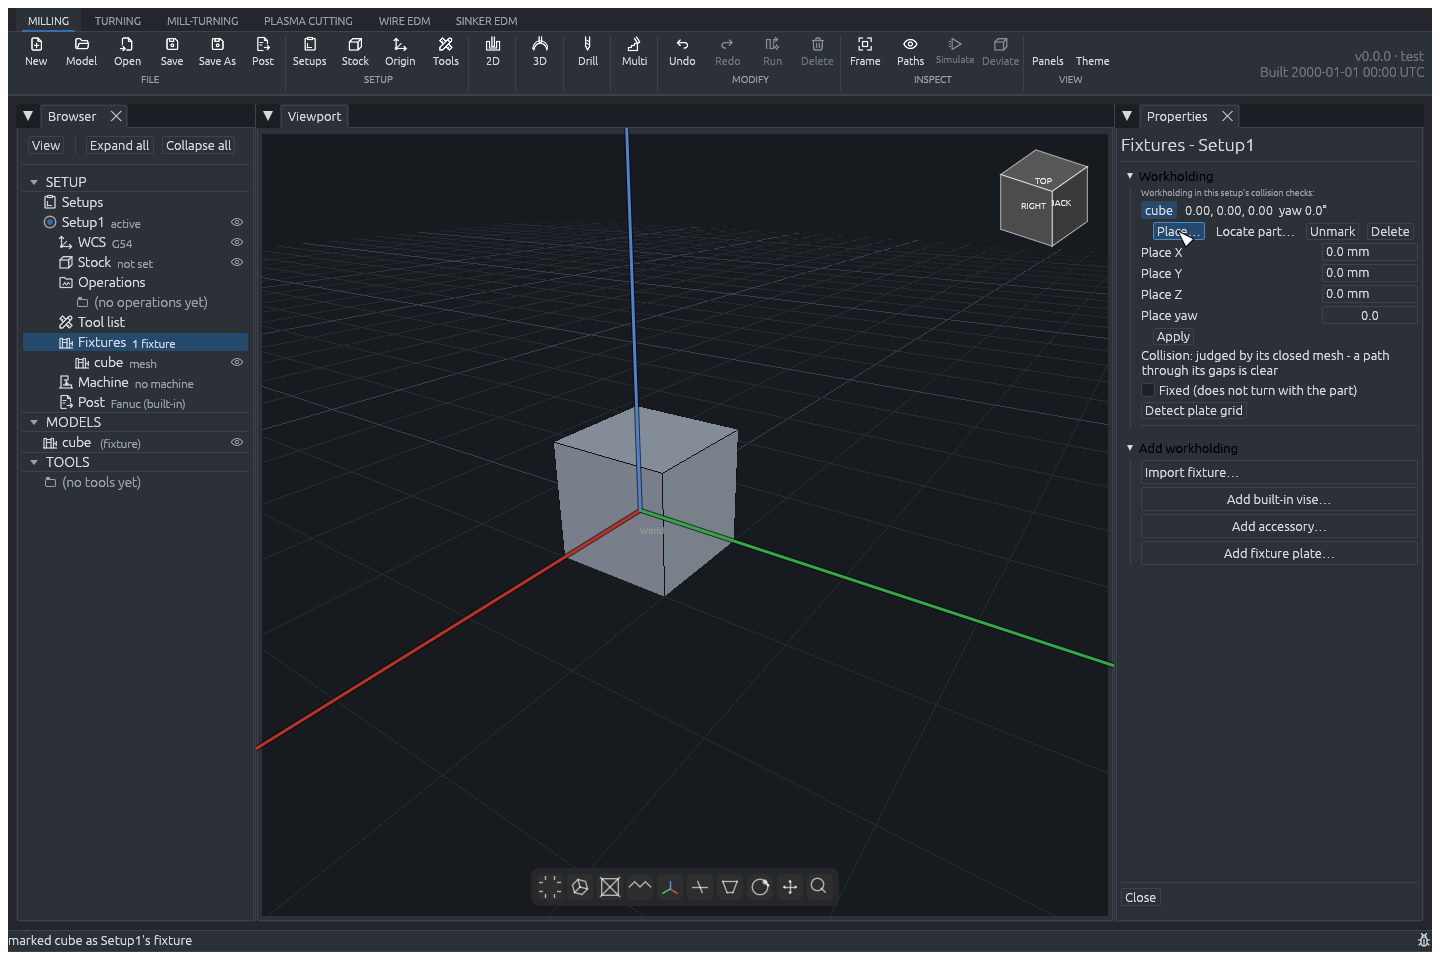 MILLING TURNING MILL-TURNING PLASMA CUTTING WIRE EDM SINKER EDM
New Model Open Save Save As Post Setups Stock Origin Tools 2D 3D Drill Multi Undo Redo Run Delete Frame Paths Simulate Deviate Panels Theme
FILE SETUP MODIFY INSPECT VIEW
v0.0.0 · test
Built 2000-01-01 00:00 UTC
Browser
View Expand all Collapse all
SETUP
Setups
Setup1 active
WCS G54
Stock not set
Operations
(no operations yet)
Tool list
Fixtures 1 fixture
cube mesh
Machine no machine
Post Fanuc (built-in)
MODELS
cube (fixture)
TOOLS
(no tools yet)
Viewport
TOP
RIGHT
World
Properties
Fixtures - Setup1
Workholding
Workholding in this setup's collision checks:
cube 0.00, 0.00, 0.00 yaw 0.0°
Place... Locate part... Unmark Delete
Place X 0.0 mm
Place Y 0.0 mm
Place Z 0.0 mm
Place yaw 0.0
Apply
Collision: judged by its closed mesh - a path
through its gaps is clear
Fixed (does not turn with the part)
Detect plate grid
Add workholding
Import fixture...
Add built-in vise...
Add accessory...
Add fixture plate...
Close
marked cube as Setup1's fixture